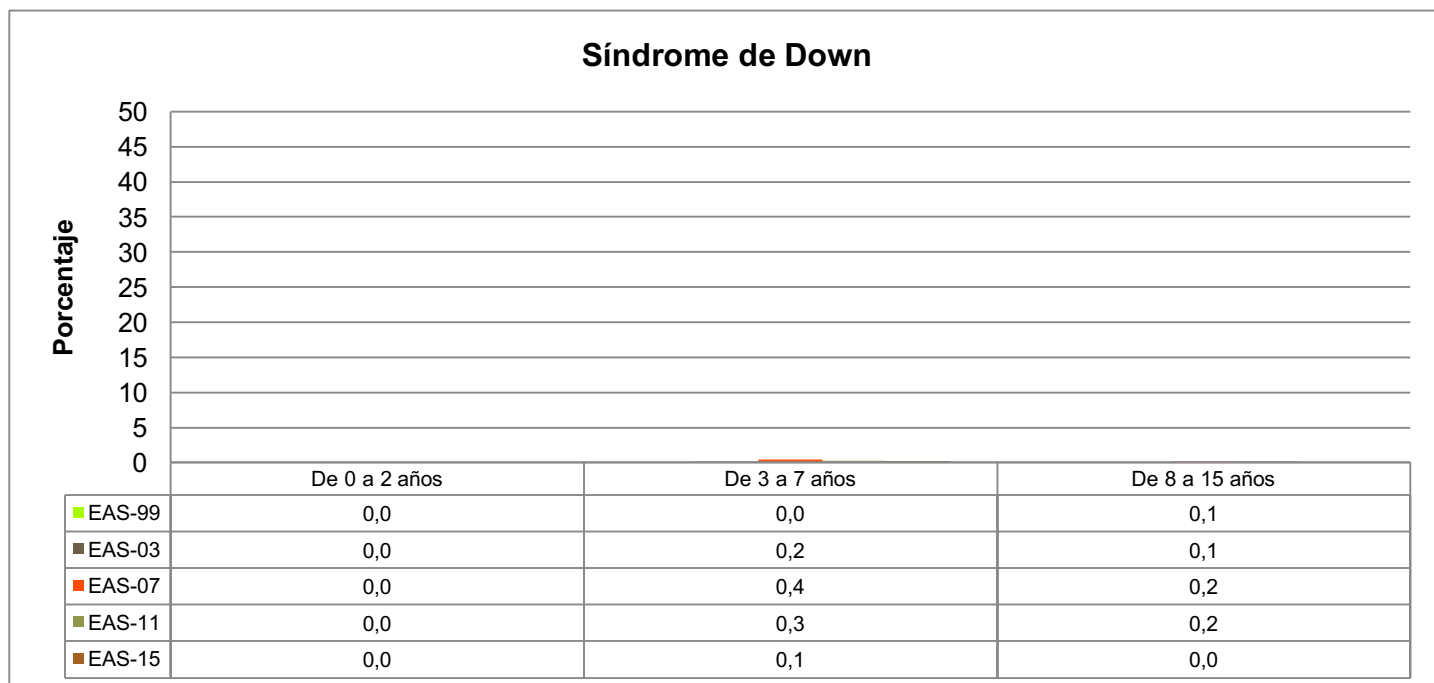 Síndrome de Down
Porcentaje
50
45
40
35
30
25
20
15
10
5
0
De 0 a 2 años De 3 a 7 años De 8 a 15 años
EAS-99 0,0 0,0 0,1
EAS-03 0,0 0,2 0,1
EAS-07 0,0 0,4 0,2
EAS-11 0,0 0,3 0,2
EAS-15 0,0 0,1 0,0